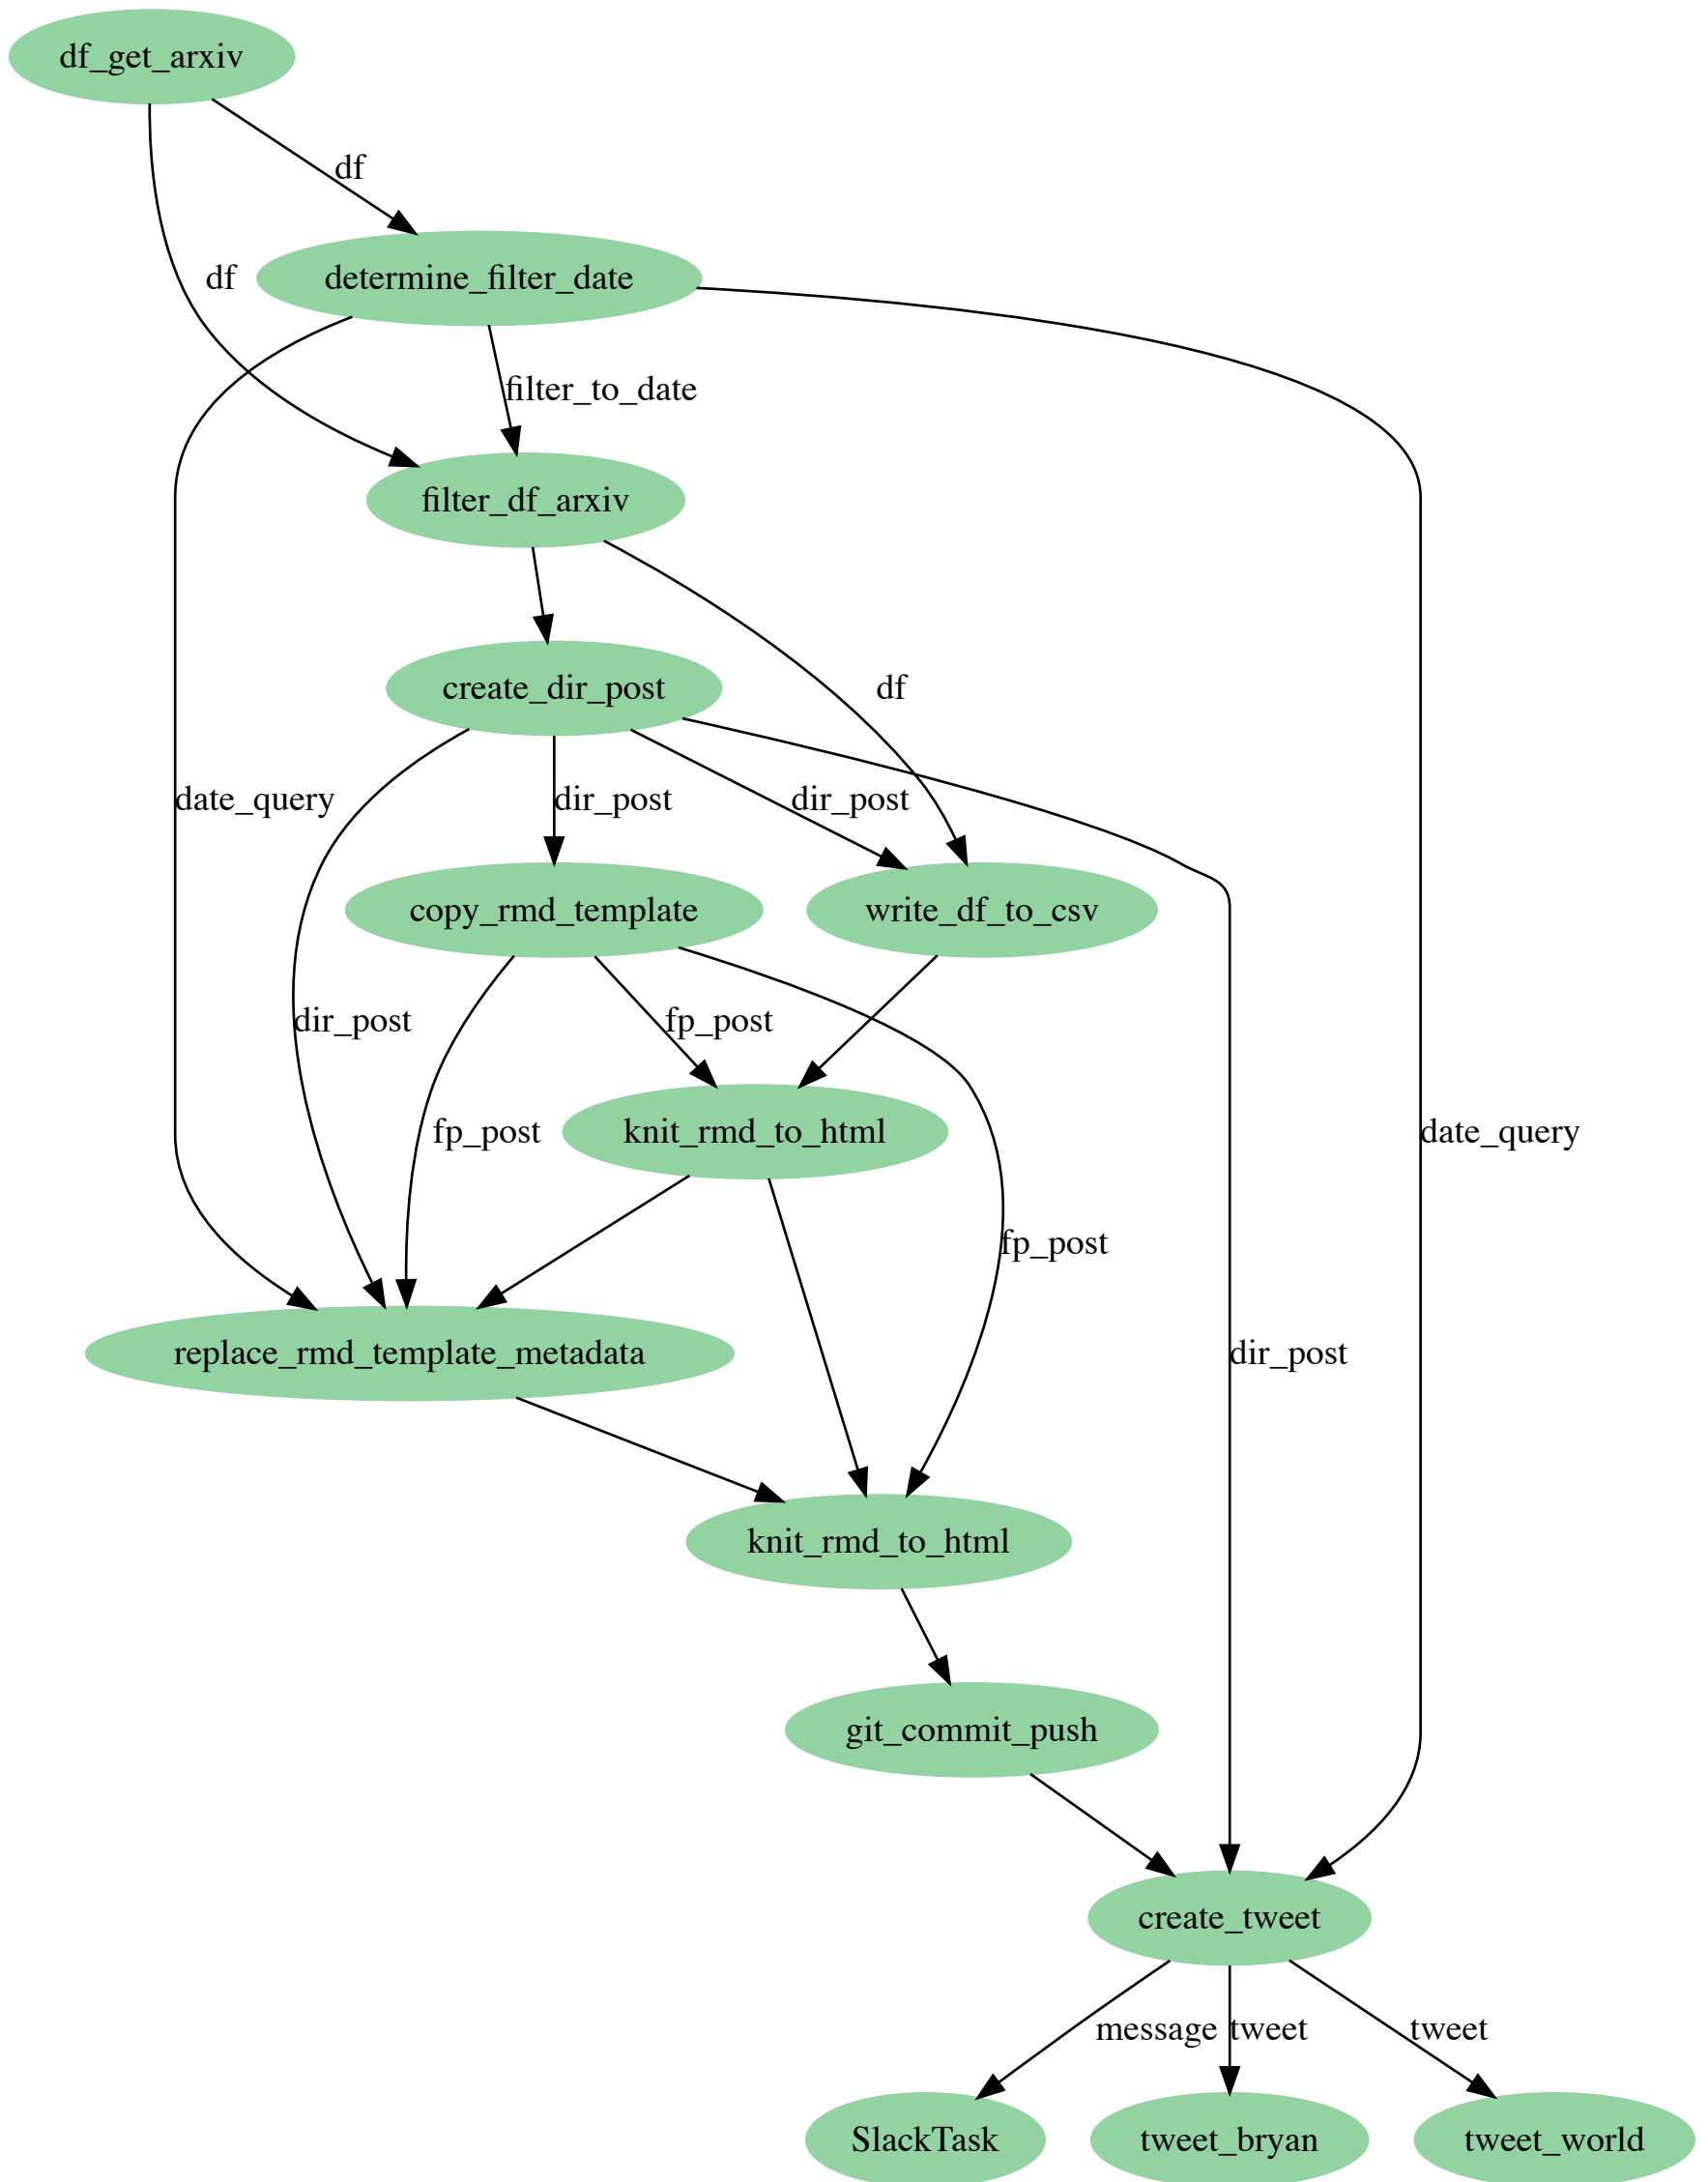 df_get_arxiv
df
df
determine_filter_date
filter_to_date
filter_df_arxiv
create_dir_post
df
date_query
dir_post
dir_post
copy_rmd_template
write_df_to_csv
dir_post
fp_post
fp_post
knit_rmd_to_html
date_query
fp_post
replace_rmd_template_metadata
dir_post
knit_rmd_to_html
git_commit_push
create_tweet
message
tweet
tweet
SlackTask
tweet_bryan
tweet_world